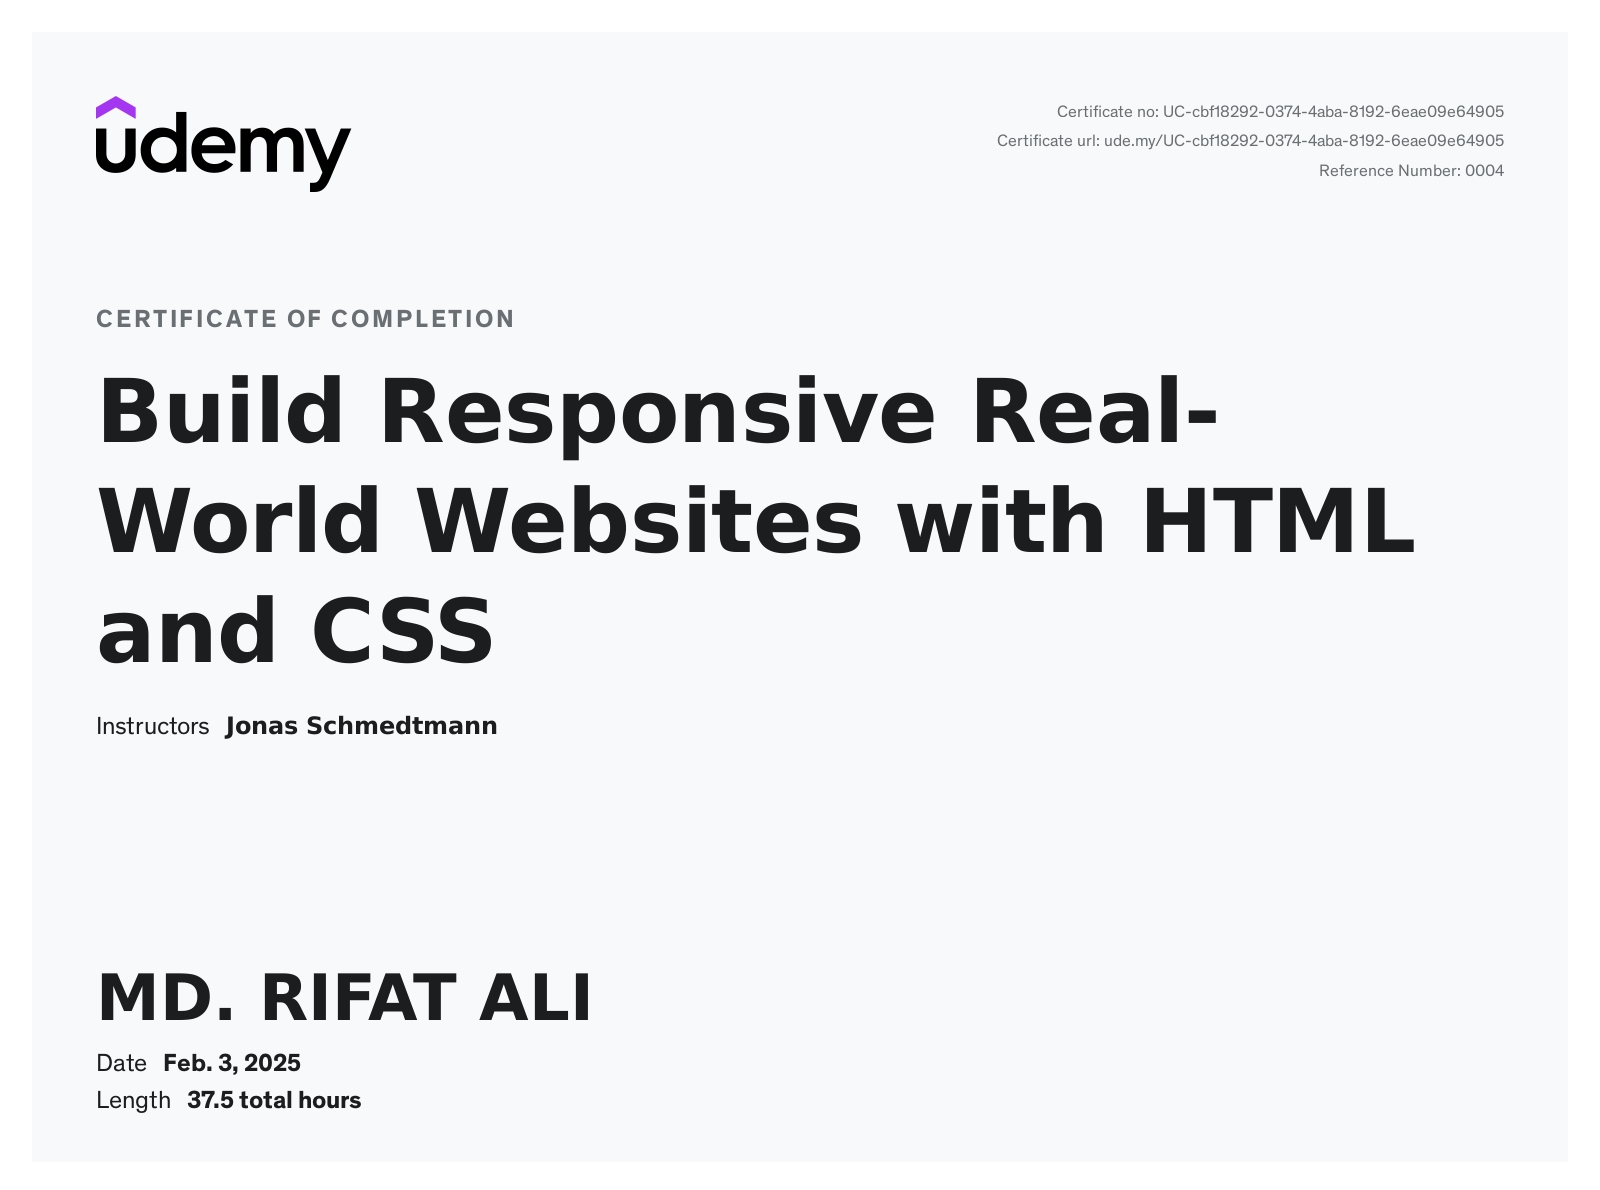 udemy
Certificate no: UC-cbf18292-0374-4aba-8192-6eae09e64905
Certificate url: ude.my/UC-cbf18292-0374-4aba-8192-6eae09e64905
Reference Number: 0004
CERTIFICATE OF COMPLETION
Build Responsive Real-
World Websites with HTML
and CSS
Instructors Jonas Schmedtmann
MD. RIFAT ALI
Date Feb. 3, 2025
Length 37.5 total hours